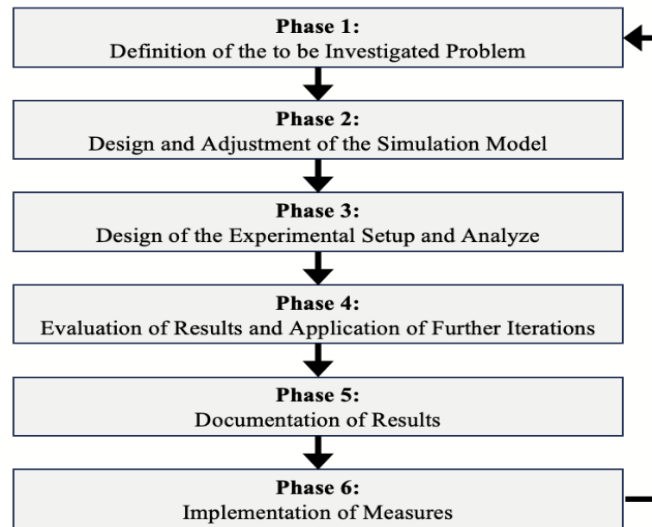 Phase 1:
Definition of the to be Investigated Problem
Phase 2:
Design and Adjustment of the Simulation Model
Phase 3:
Design of the Experimental Setup and Analyze
Phase 4:
Evaluation of Results and Application of Further Iterations
Phase 5:
Documentation of Results
Phase 6:
Implementation of Measures